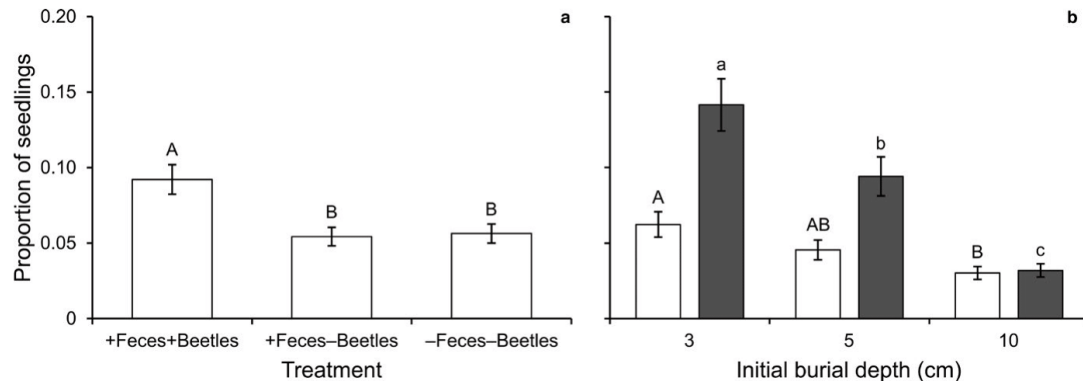 a
Proportion of seedlings
0.20
0.15
0.10
0.05
0
A
B
B
+Feces+Beetles
+Feces–Beetles
–Feces–Beetles
Treatment
b
A
a
AB
b
B
c
3
5
10
Initial burial depth (cm)